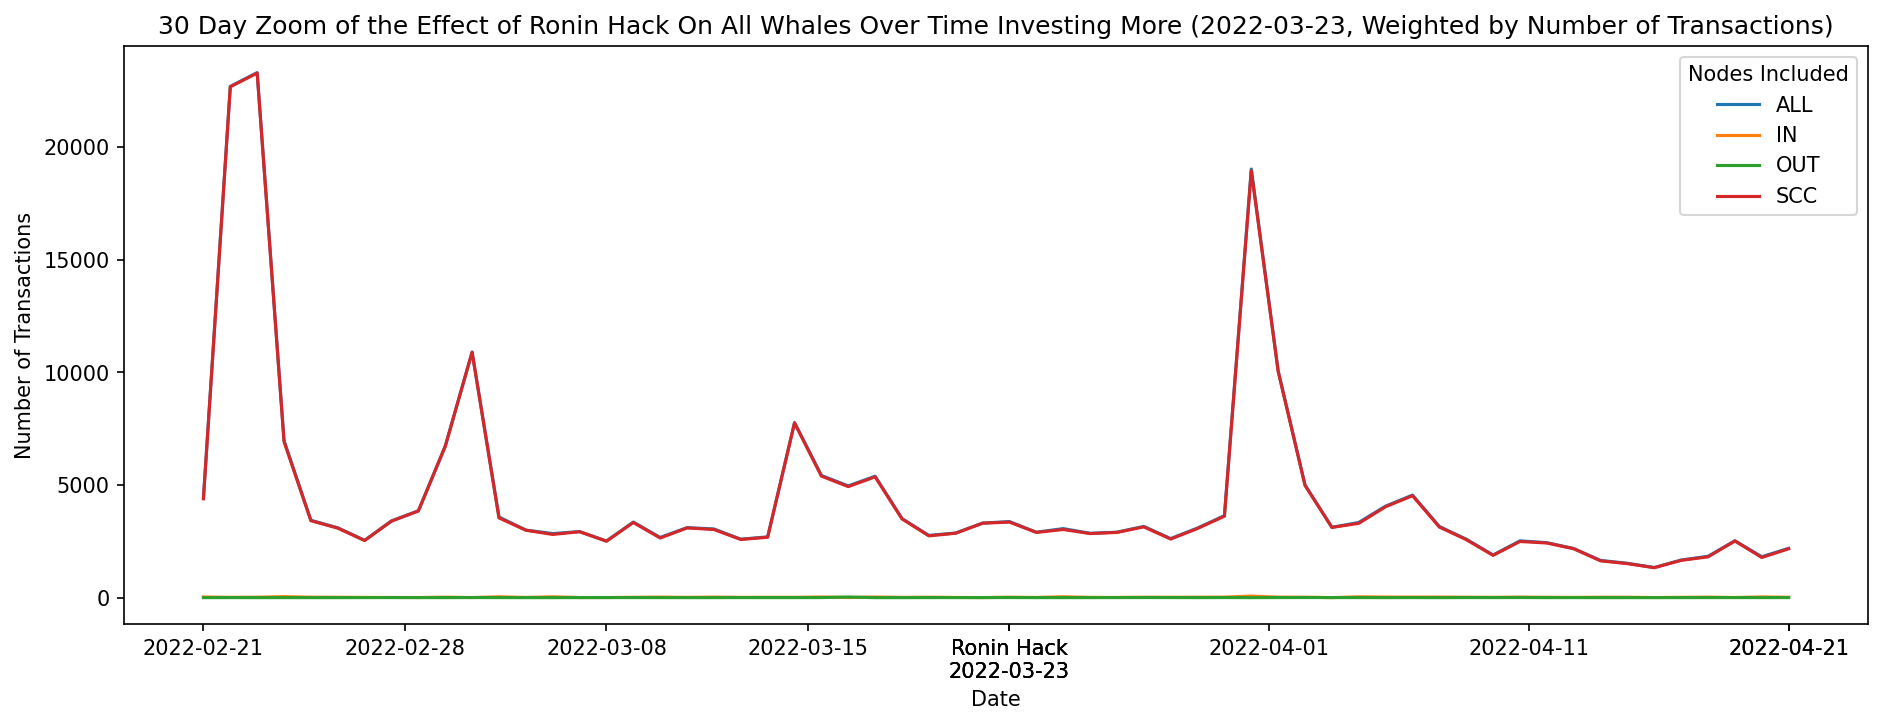 30 Day Zoom of the Effect of Ronin Hack On All Whales Over Time Investing More (2022-03-23, Weighted by Number of Transactions)
Nodes Included
ALL
IN
OUT
SCC
Number of Transactions
20000
15000
10000
5000
0
2022-02-21
2022-02-28
2022-03-08
2022-03-15
Ronin Hack
2022-03-23
2022-04-01
2022-04-11
2022-04-21
Date